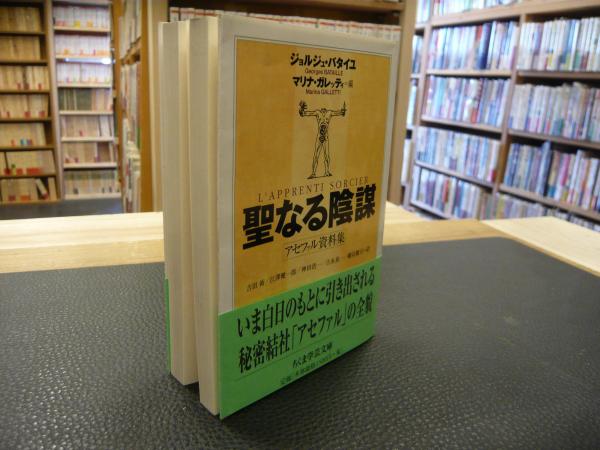 ジョルジュ・バタイユ
Georges BATAILLE
マリナ・ガレッティ 編
Marina GALLETTI
L'APPRENTI SORCIER
聖なる陰謀
アセファル資料集
いま白日のもとに引き出される
秘密結社「アセファル」の全貌
ちくま学芸文庫